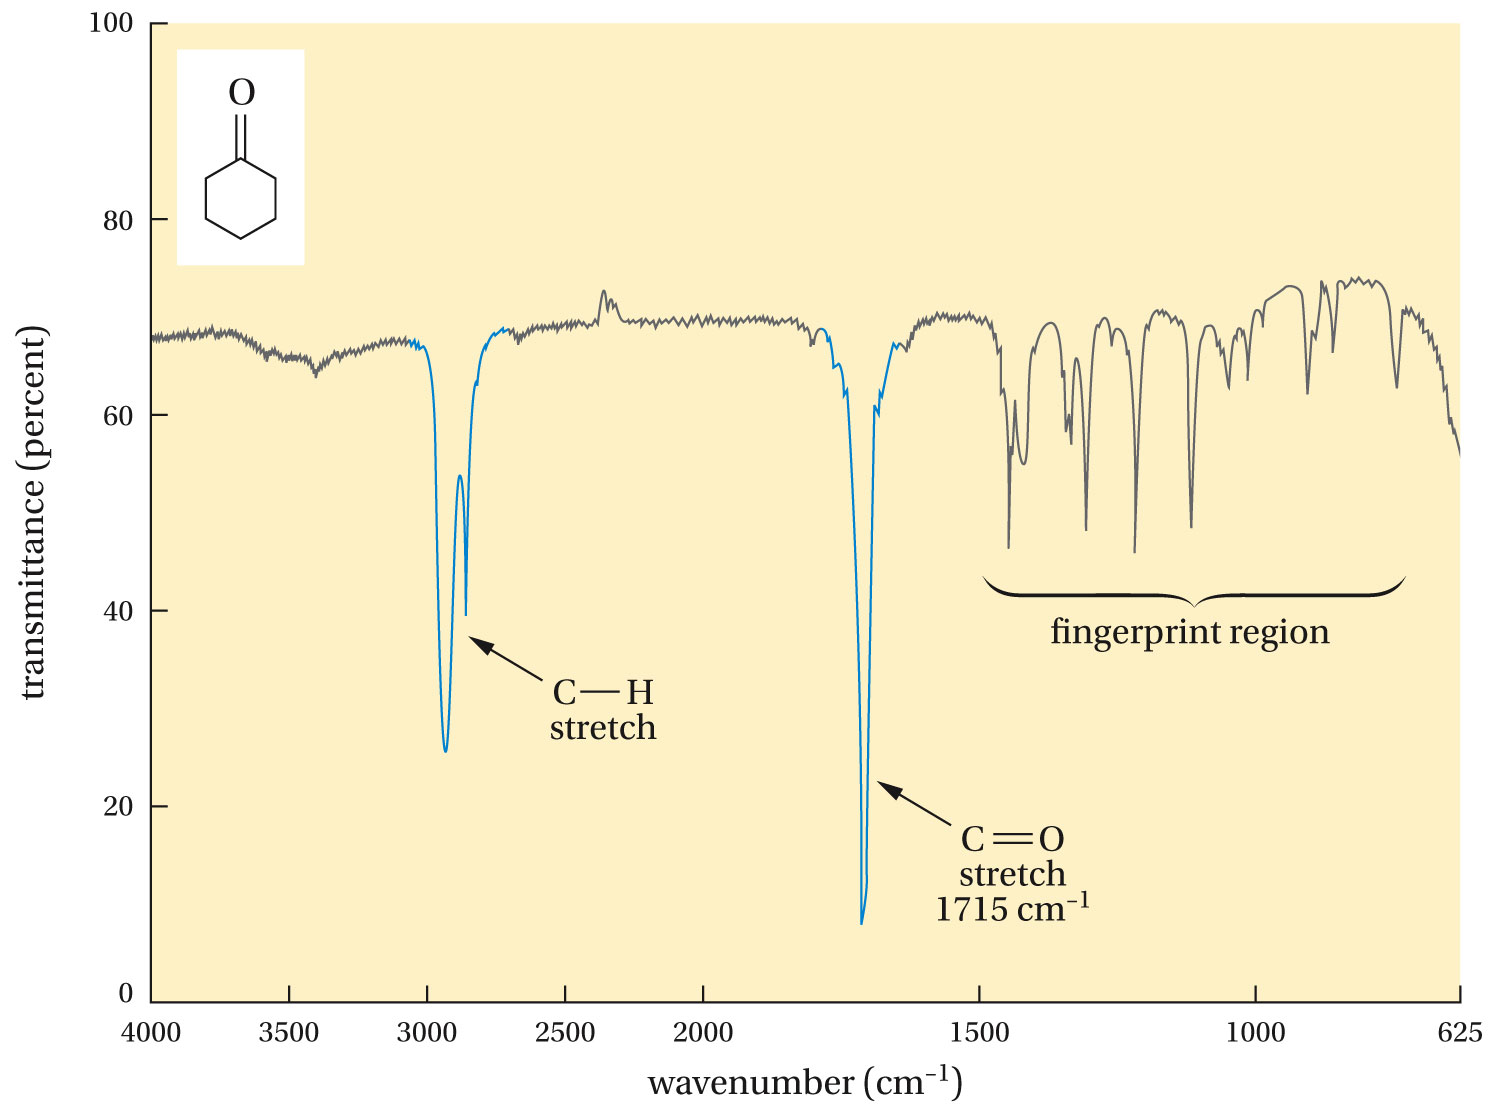 100
80
60
40
20
0
transmittance (percent)
O
C—H
stretch
C=O
stretch
1715 cm⁻¹
fingerprint region
4000 3500 3000 2500 2000 1500 1000 625
wavenumber (cm⁻¹)